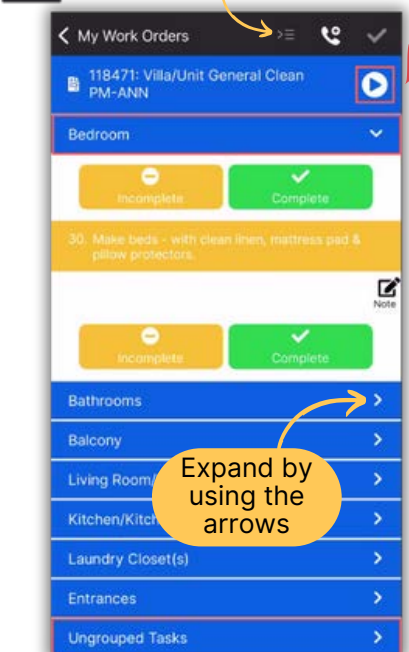 My Work Orders
118471: Villa/Unit General Clean
PM-ANN
Bedroom
Incomplete
Complete
30. Make beds - with clean linen, mattress pad &
pillow protectors.
Note
Incomplete
Complete
Bathrooms
Balcony
Living Room/
Kitchen/Kitch
Expand by
using the
arrows
Laundry Closet(s)
Entrances
Ungrouped Tasks